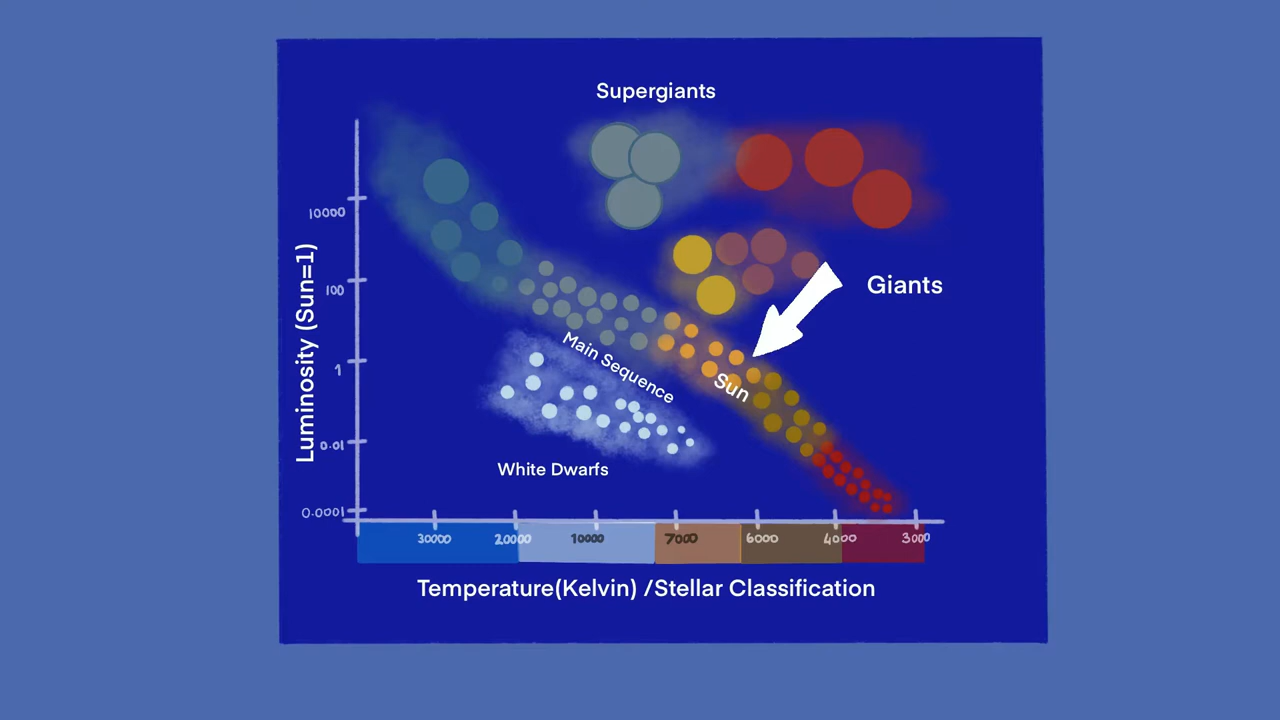 Supergiants
Giants
Luminosity (Sun=1)
10000
100
1
0.01
0.0001
Main Sequence
Sun
White Dwarfs
30000 20000 10000 7000 6000 4000 3000
Temperature(Kelvin) /Stellar Classification